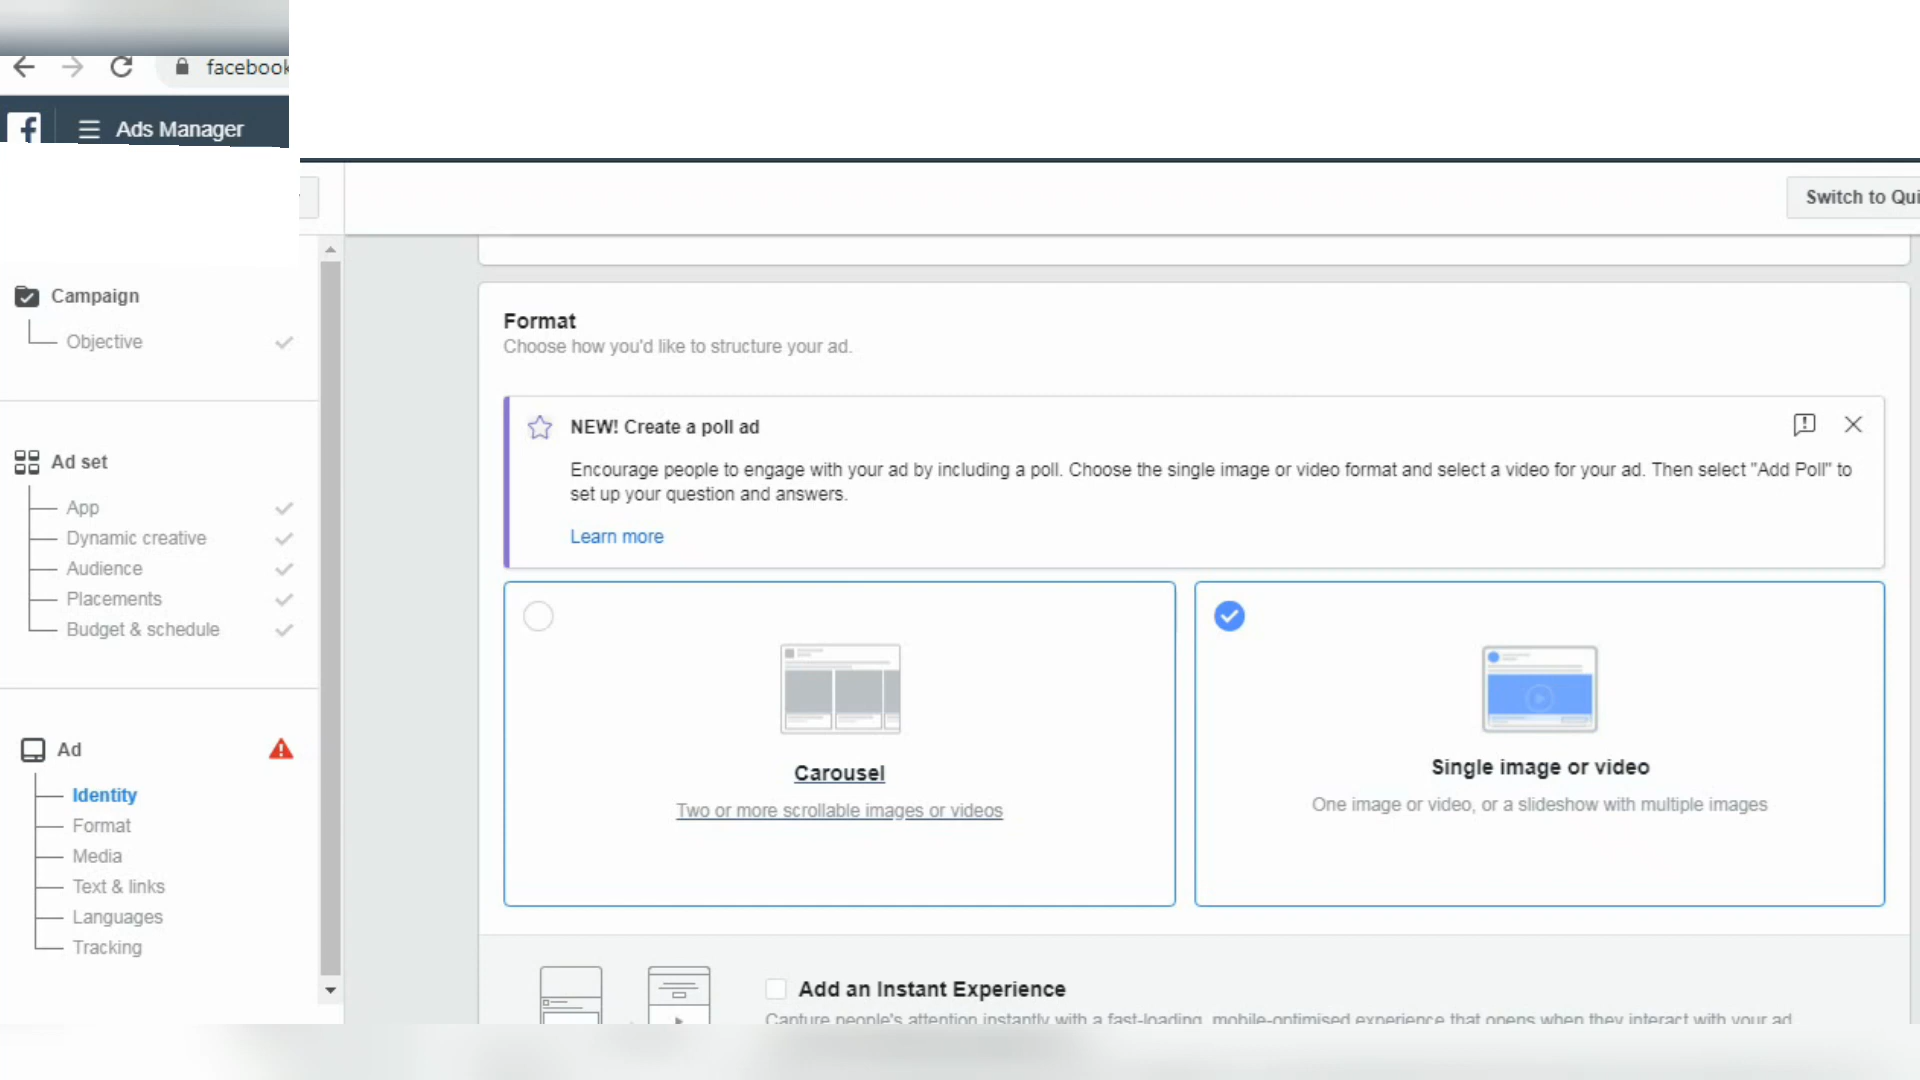 facebook
Ads Manager
Switch to Qui
Campaign
Objective
Ad set
App
Dynamic creative
Audience
Placements
Budget & schedule
Ad
Identity
Format
Media
Text & links
Languages
Tracking
Format
Choose how you'd like to structure your ad.
NEW! Create a poll ad
Encourage people to engage with your ad by including a poll. Choose the single image or video format and select a video for your ad. Then select "Add Poll" to
set up your question and answers.
Learn more
Carousel
Two or more scrollable images or videos
Single image or video
One image or video, or a slideshow with multiple images
Add an Instant Experience
Capture people's attention instantly with a fast-loading, mobile-optimised experience that opens when they interact with your ad